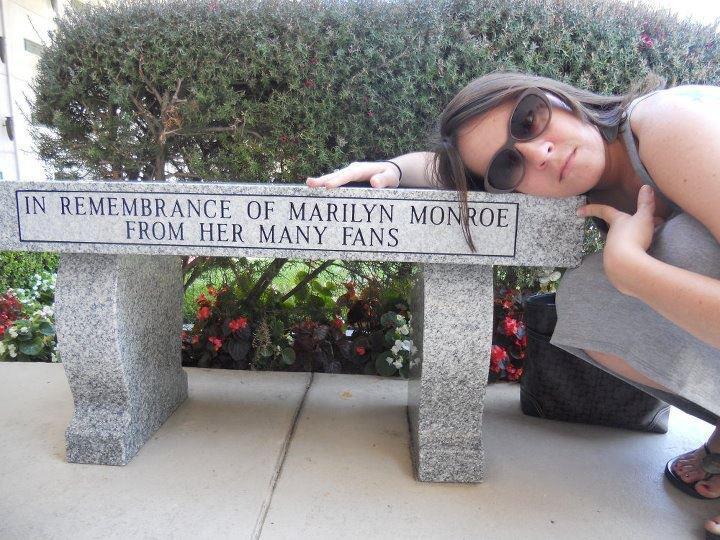 IN REMEMBRANCE OF MARILYN MONROE
FROM HER MANY FANS